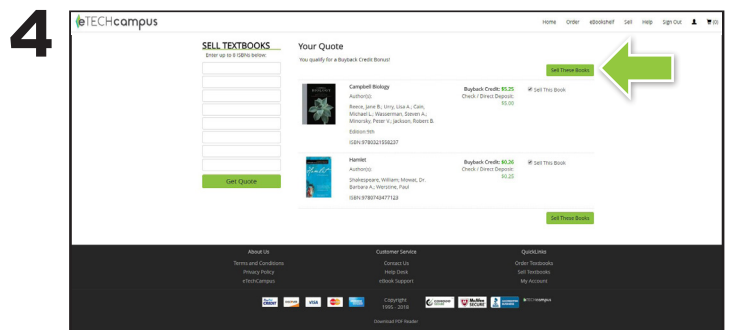 4
eTECHcampus
Home Order eBookshelf Sell Help Sign Out (0)
SELL TEXTBOOKS
Enter up to 8 ISBNs below:
Get Quote
Your Quote
You qualify for a Buyback Credit Bonus!
Sell These Books
Campbell Biology
Author(s):
Reece, Jane B.; Urry, Lisa A.; Cain,
Michael L.; Wasserman, Steven A.;
Minorsky, Peter V.; Jackson, Robert B.
Edition:9th
ISBN:9780321558237
Buyback Credit: $5.25
Check / Direct Deposit:
$5.00
Sell This Book
Hamlet
Author(s):
Shakespeare, William; Mowat, Dr.
Barbara A.; Werstine, Paul
ISBN:9780743477123
Buyback Credit: $0.26
Check / Direct Deposit:
$0.25
Sell This Book
Sell These Books
About Us
Terms and Conditions
Privacy Policy
eTechCampus
Customer Service
Contact Us
Help Desk
eBook Support
QuickLinks
Order Textbooks
Sell Textbooks
My Account
VISA
Copyright
1995 - 2018
McAfee
SECURE
eTECHcampus
Download PDF Reader